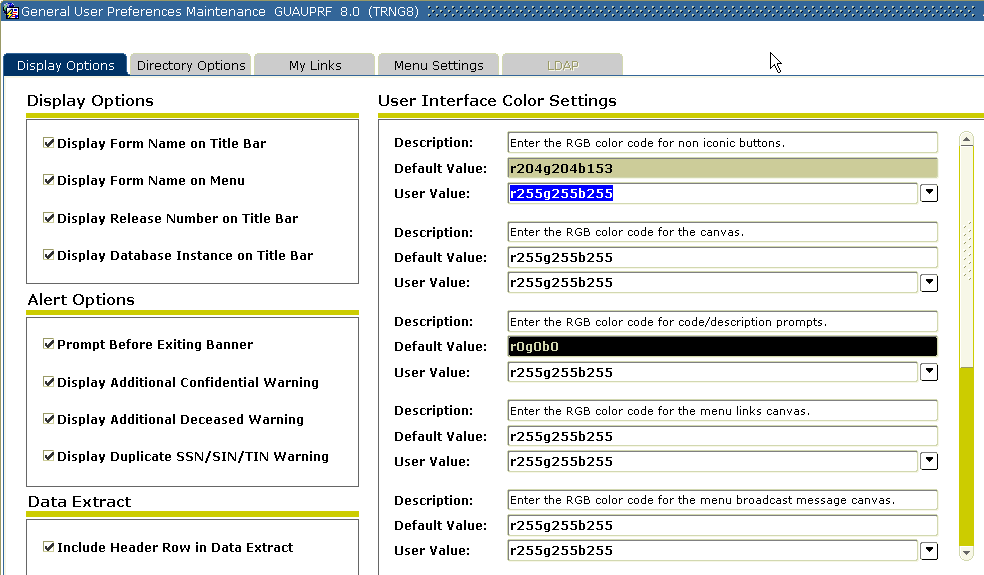 General User Preferences Maintenance GUAUPRF 8.0 (TRNG8)
Display Options
Directory Options
My Links
Menu Settings
LDAP
Display Options
Display Form Name on Title Bar
Display Form Name on Menu
Display Release Number on Title Bar
Display Database Instance on Title Bar
Alert Options
Prompt Before Exiting Banner
Display Additional Confidential Warning
Display Additional Deceased Warning
Display Duplicate SSN/SIN/TIN Warning
Data Extract
Include Header Row in Data Extract
User Interface Color Settings
Description: Enter the RGB color code for non iconic buttons.
Default Value: r204g204b153
User Value: r255g255b255
Description: Enter the RGB color code for the canvas.
Default Value: r255g255b255
User Value: r255g255b255
Description: Enter the RGB color code for code/description prompts.
Default Value: r0g0b0
User Value: r255g255b255
Description: Enter the RGB color code for the menu links canvas.
Default Value: r255g255b255
User Value: r255g255b255
Description: Enter the RGB color code for the menu broadcast message canvas.
Default Value: r255g255b255
User Value: r255g255b255